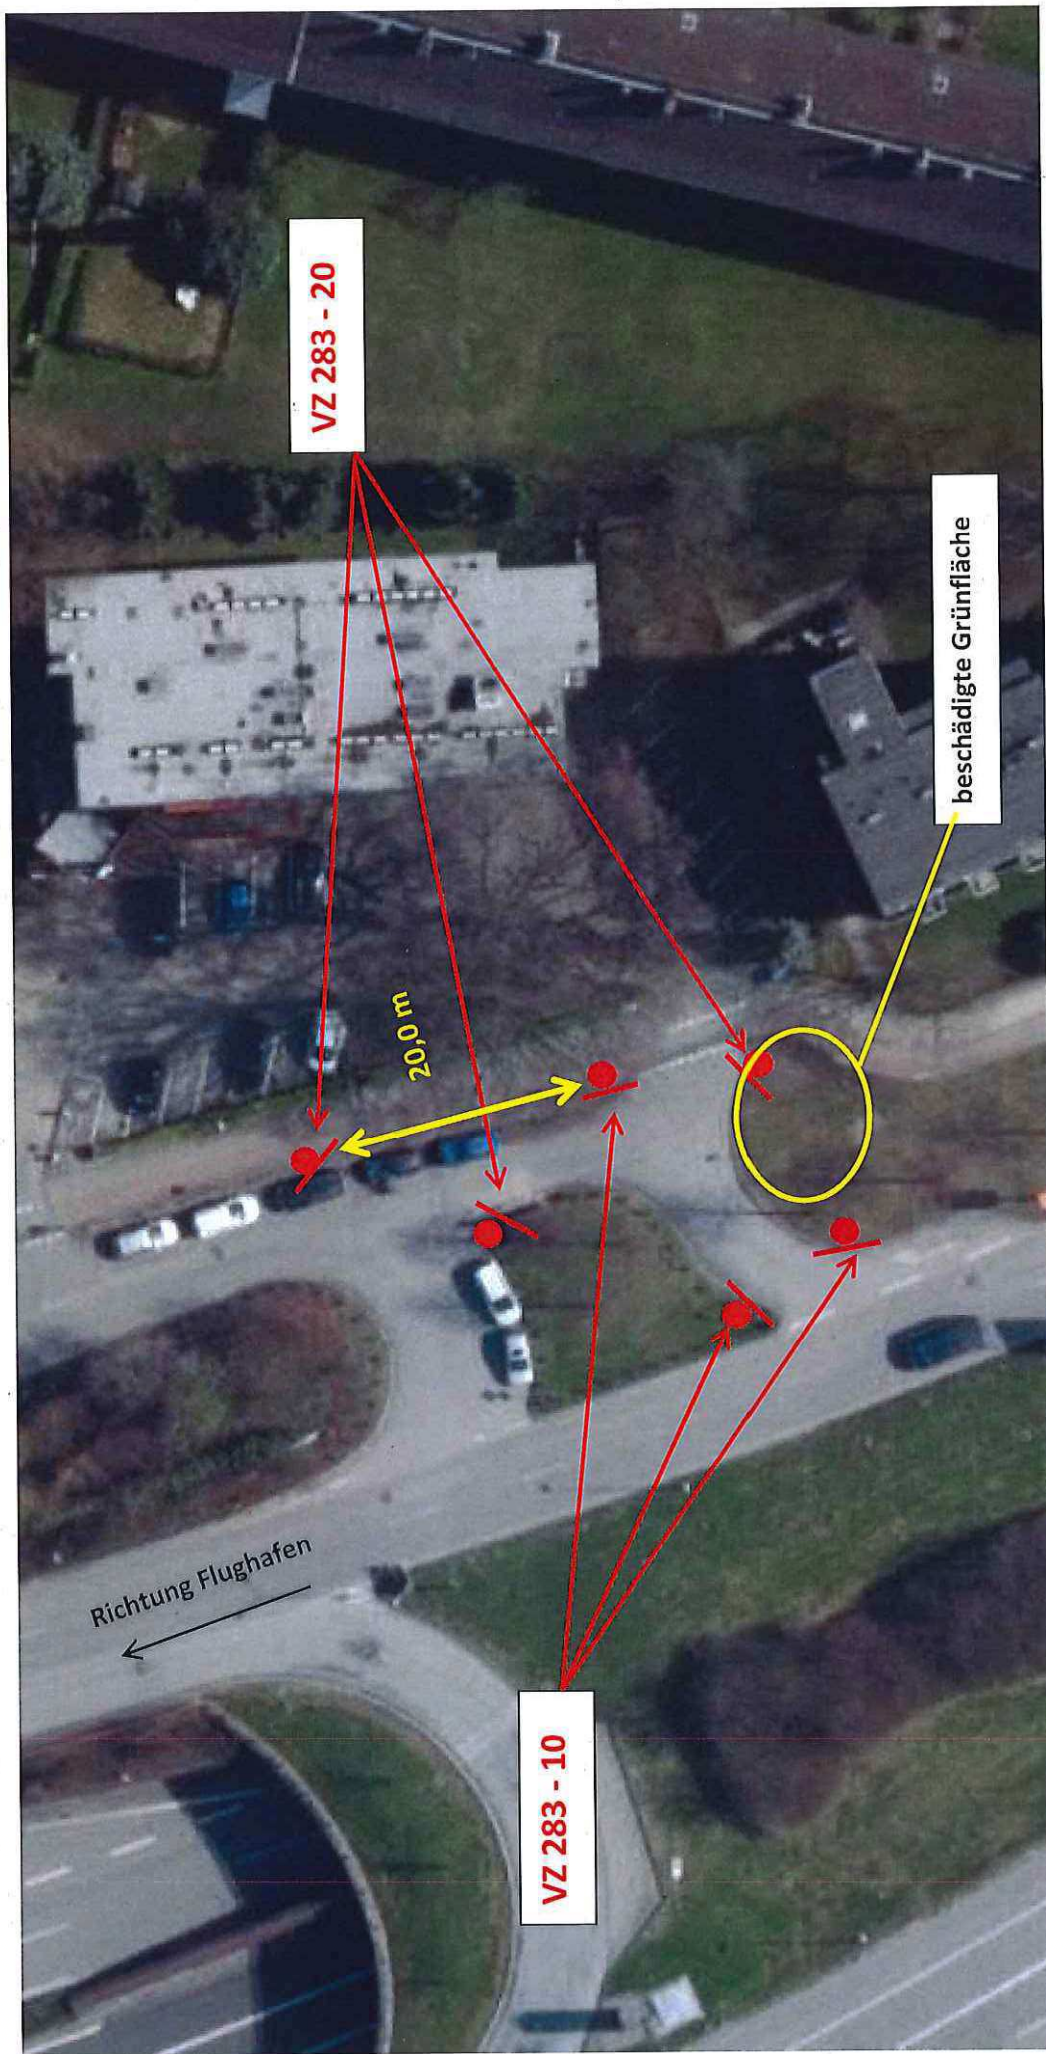 VZ 283 - 20
20,0 m
beschädigte Grünfläche
Richtung Flughafen
VZ 283 - 10